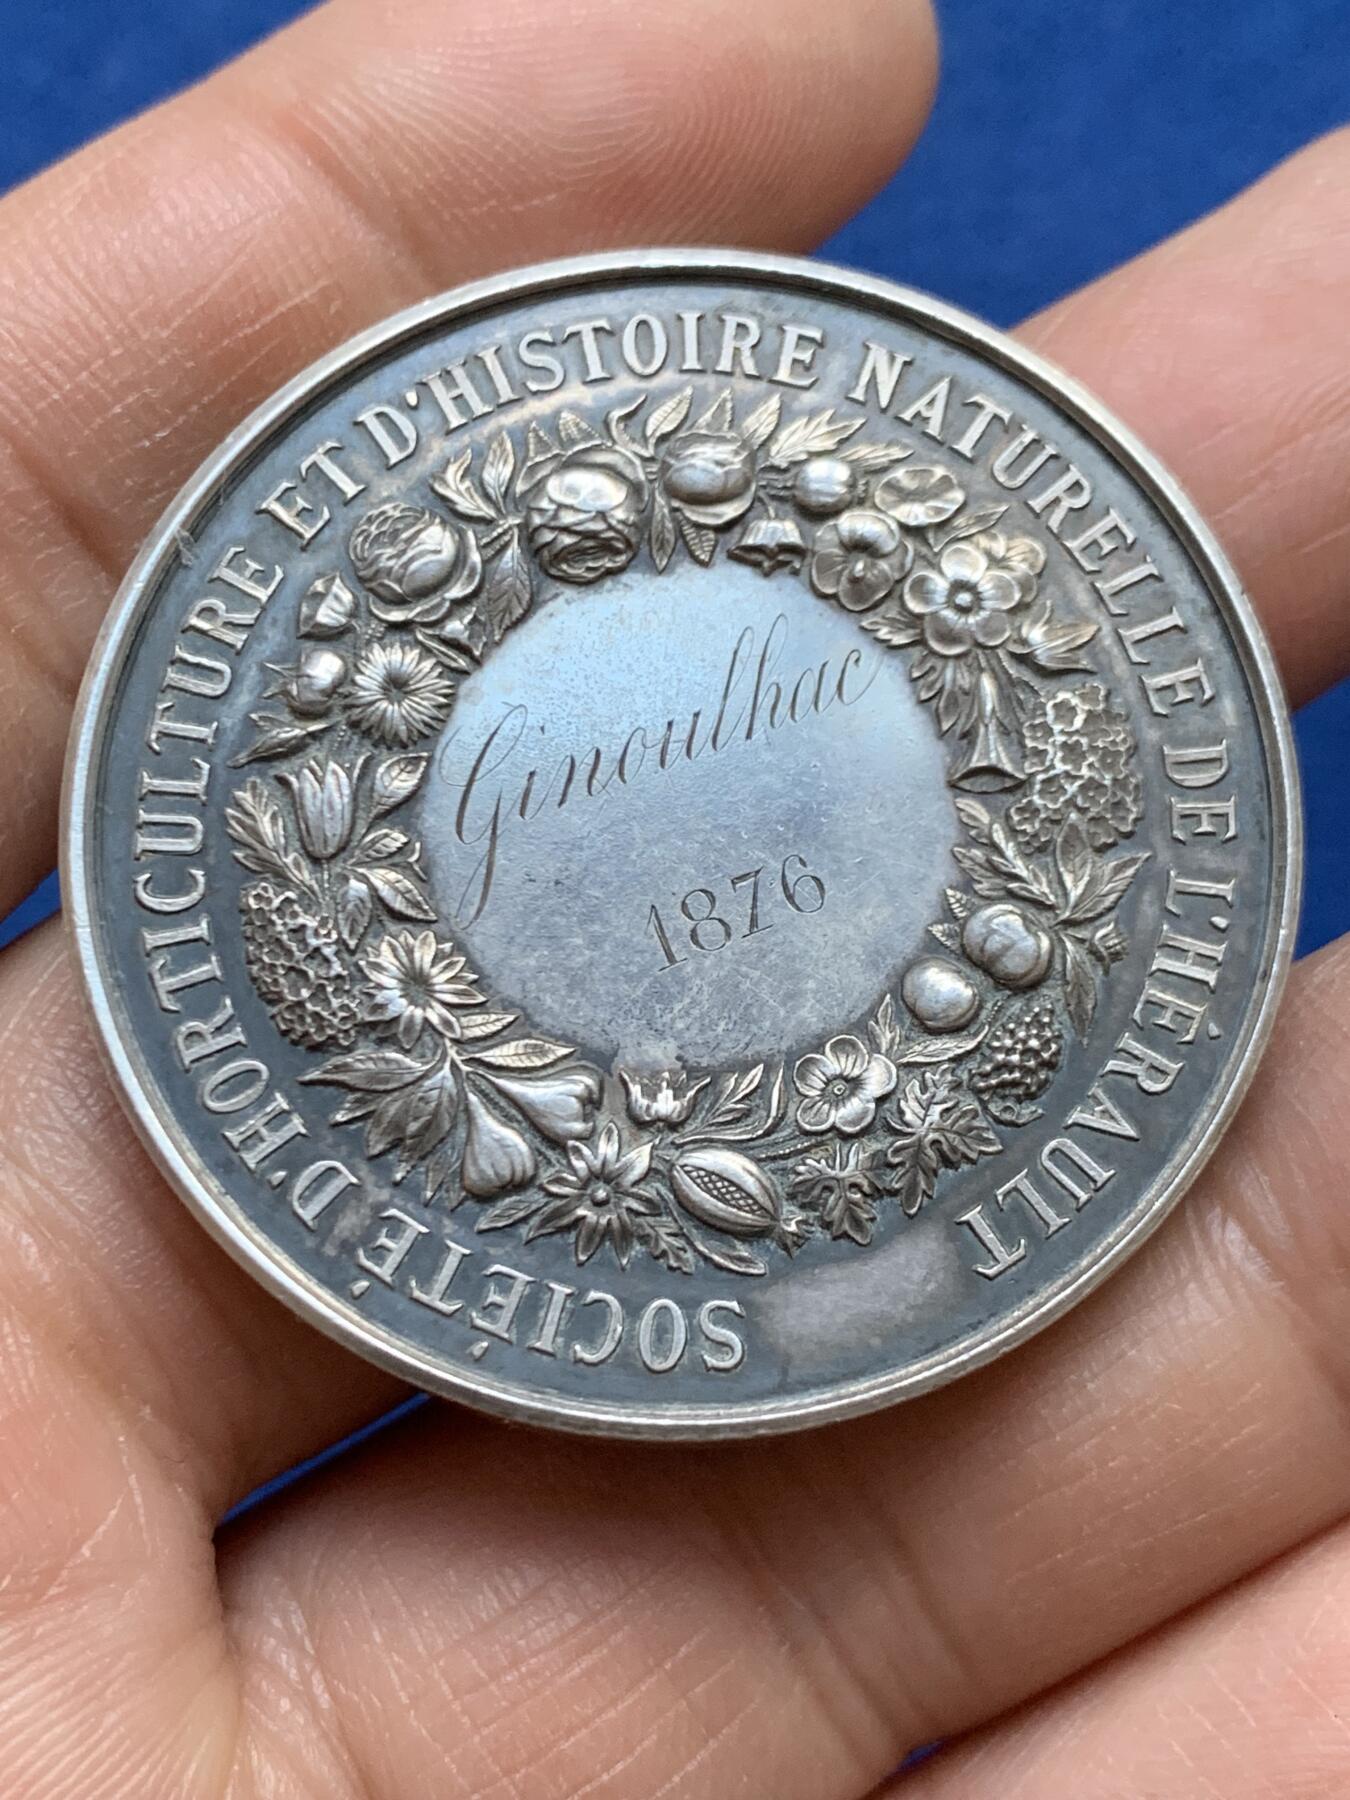 SOCIÉTÉ D'HORTICULTURE ET D'HISTOIRE NATURELLE DE L'HÉRAULT
Ginoulhac
1876